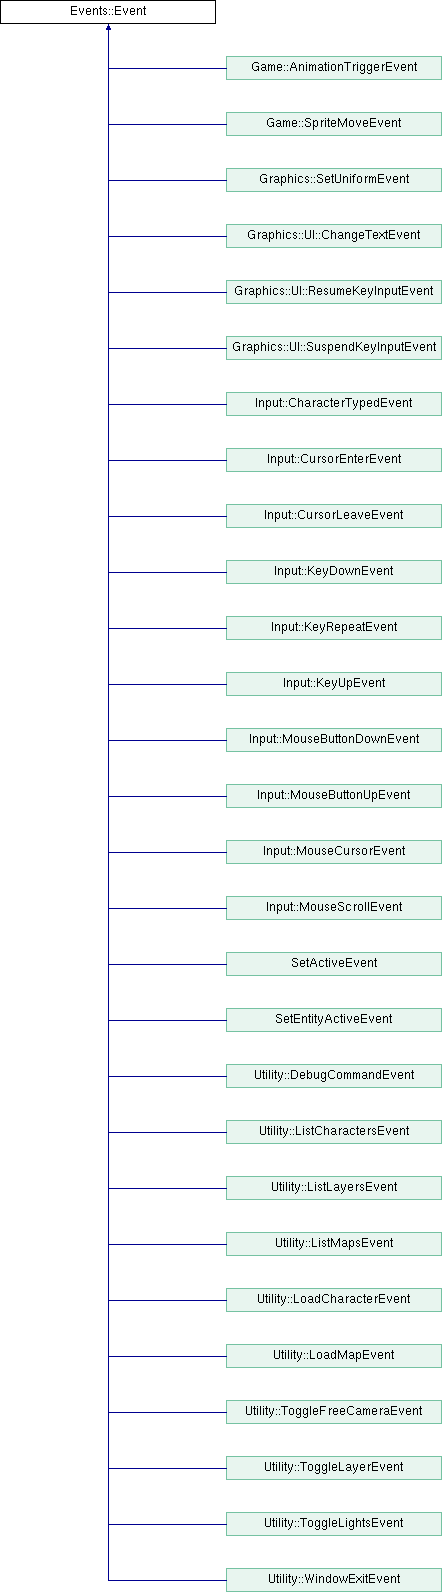 Events::Event
Game::AnimationTriggerEvent
Game::SpriteMoveEvent
Graphics::SetUniformEvent
Graphics::UI::ChangeTextEvent
Graphics::UI::ResumeKeyInputEvent
Graphics::UI::SuspendKeyInputEvent
Input::CharacterTypedEvent
Input::CursorEnterEvent
Input::CursorLeaveEvent
Input::KeyDownEvent
Input::KeyRepeatEvent
Input::KeyUpEvent
Input::MouseButtonDownEvent
Input::MouseButtonUpEvent
Input::MouseCursorEvent
Input::MouseScrollEvent
SetActiveEvent
SetEntityActiveEvent
Utility::DebugCommandEvent
Utility::ListCharactersEvent
Utility::ListLayersEvent
Utility::ListMapsEvent
Utility::LoadCharacterEvent
Utility::LoadMapEvent
Utility::ToggleFreeCameraEvent
Utility::ToggleLayerEvent
Utility::ToggleLightsEvent
Utility::WindowExitEvent